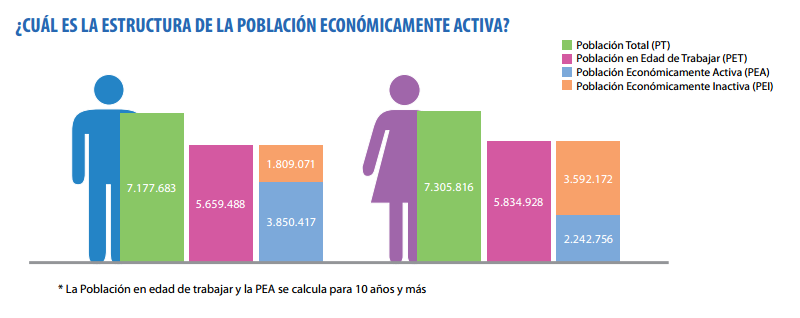 ¿CUÁL ES LA ESTRUCTURA DE LA POBLACIÓN ECONÓMICAMENTE ACTIVA?
Población Total (PT)
Población en Edad de Trabajar (PET)
Población Económicamente Activa (PEA)
Población Económicamente Inactiva (PEI)
7.177.683
5.659.488
1.809.071
3.850.417
7.305.816
5.834.928
3.592.172
2.242.756
* La Población en edad de trabajar y la PEA se calcula para 10 años y más